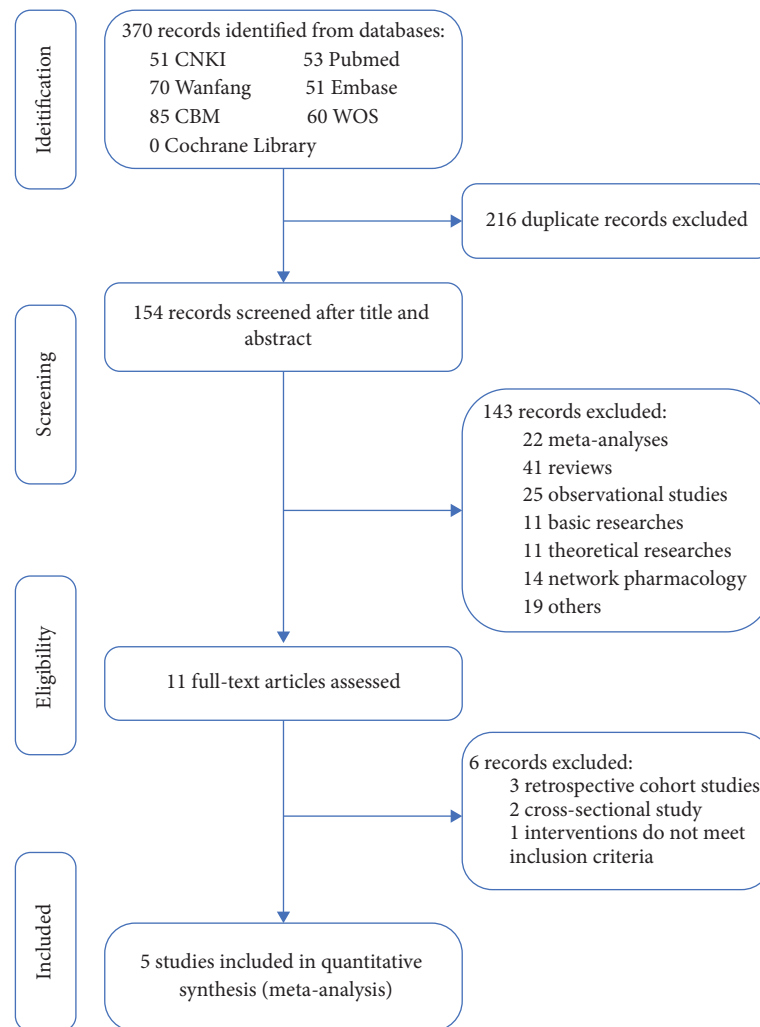 Ideitification
370 records identified from databases:
51 CNKI 53 Pubmed
70 Wanfang 51 Embase
85 CBM 60 WOS
0 Cochrane Library
216 duplicate records excluded
Screening
154 records screened after title and
abstract
143 records excluded:
22 meta-analyses
41 reviews
25 observational studies
11 basic researches
11 theoretical researches
14 network pharmacology
19 others
Eligibility
11 full-text articles assessed
6 records excluded:
3 retrospective cohort studies
2 cross-sectional study
1 interventions do not meet
inclusion criteria
Included
5 studies included in quantitative
synthesis (meta-analysis)